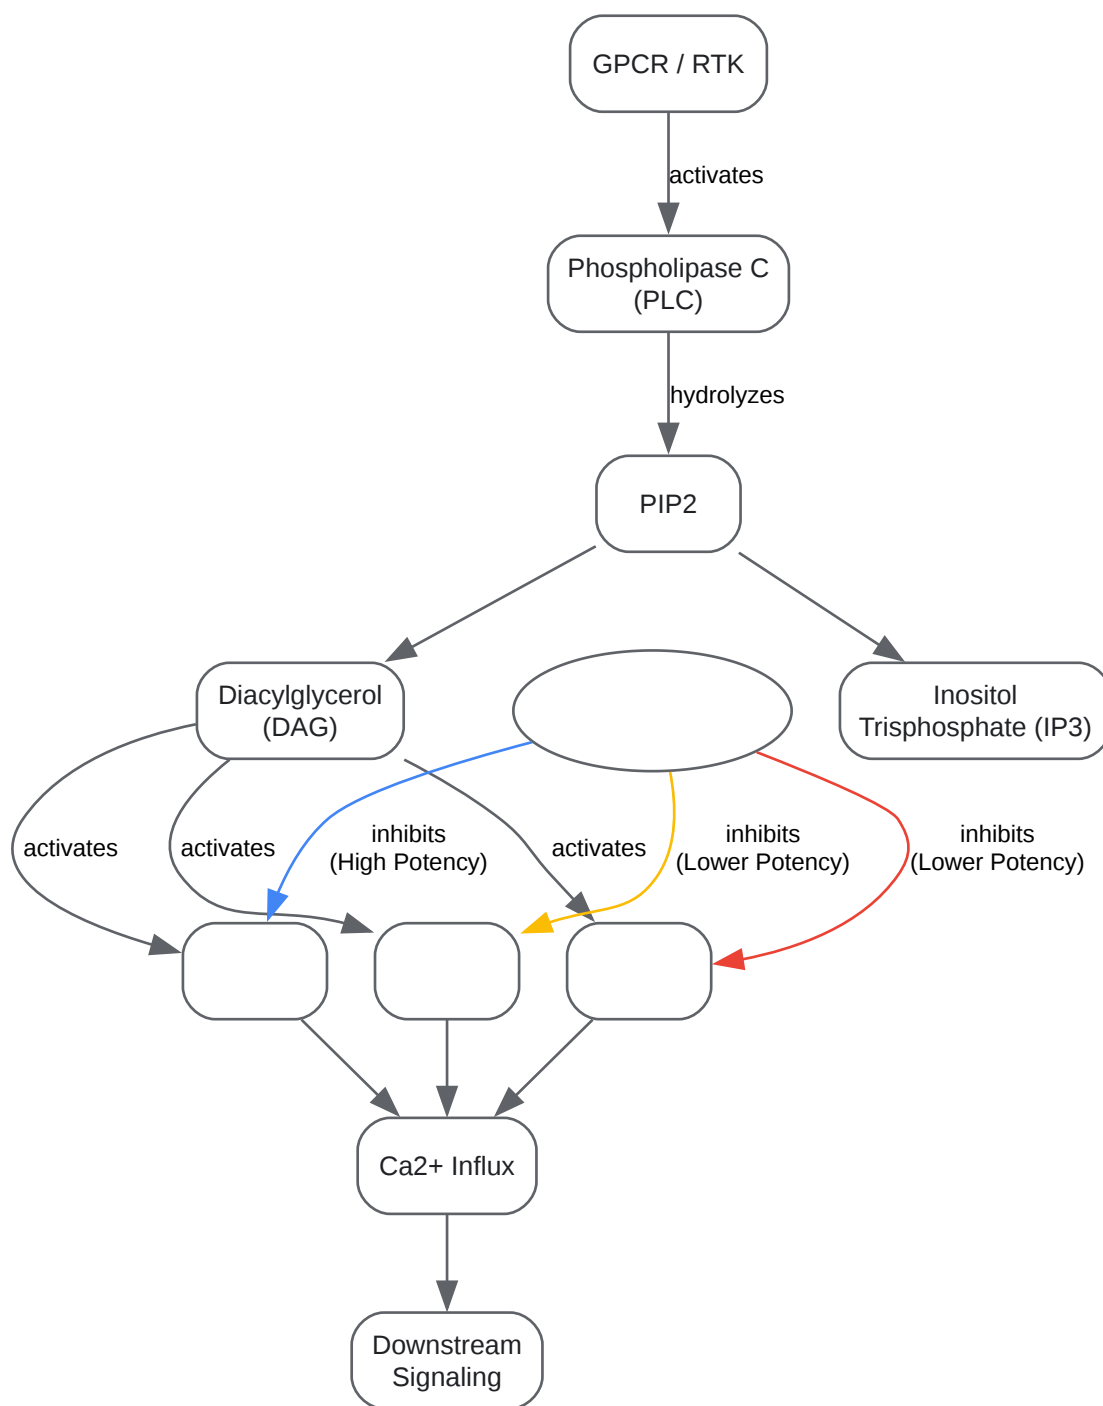 GPCR / RTK
activates
Phospholipase C
(PLC)
hydrolyzes
PIP2
Diacylglycerol
(DAG)
Inositol
Trisphosphate (IP3)
activates
activates
inhibits
(High Potency)
activates
inhibits
(Lower Potency)
inhibits
(Lower Potency)
Ca2+ Influx
Downstream
Signaling